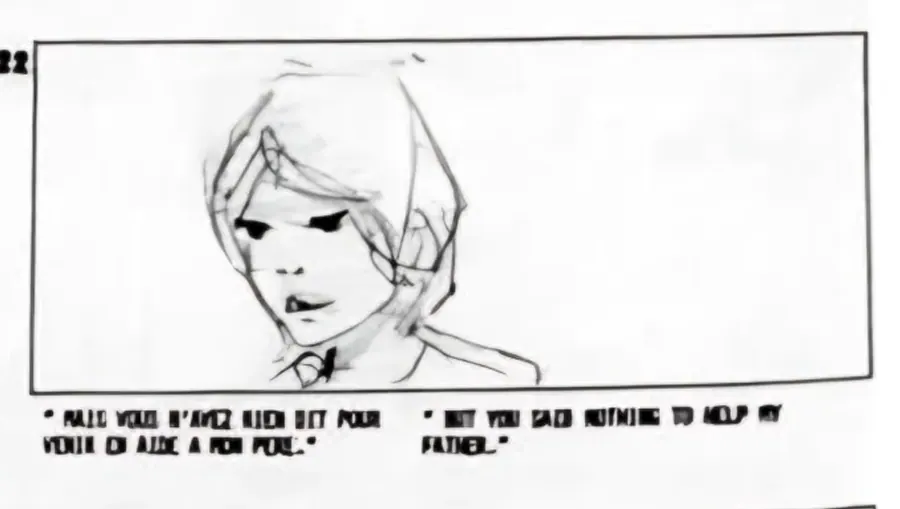 22
" MAIS VOUS N'AVEZ RIEN DIT POUR
VENIR EN AIDE A MON PERE."
" BUT YOU SAID NOTHING TO HELP MY
FATHER."